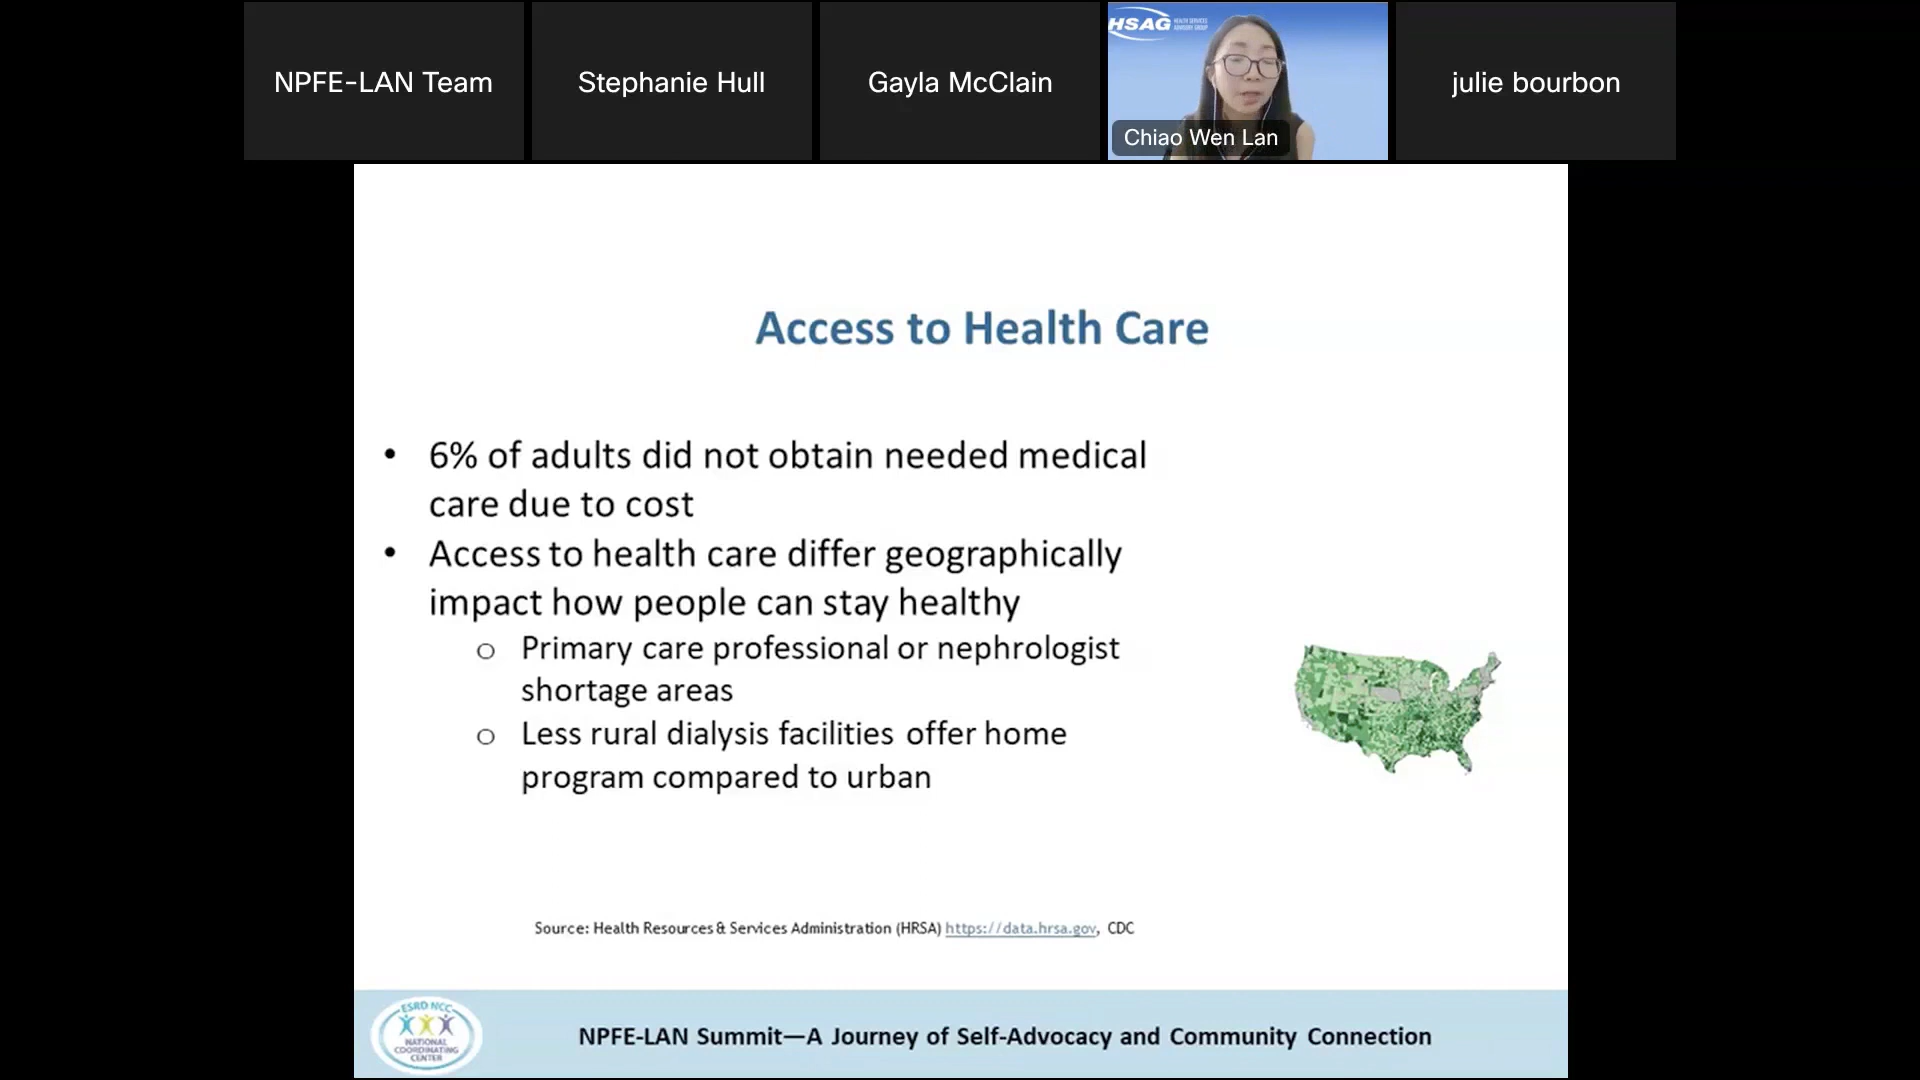 NPFE-LAN Team
Stephanie Hull
Gayla McClain
HSAG HEALTH SERVICES
ADVISORY GROUP
Chiao Wen Lan
julie bourbon
Access to Health Care
• 6% of adults did not obtain needed medical
care due to cost
• Access to health care differ geographically
impact how people can stay healthy
o Primary care professional or nephrologist
shortage areas
o Less rural dialysis facilities offer home
program compared to urban
Source: Health Resources & Services Administration (HRSA) https://data.hrsa.gov, CDC
ESRD NCC
NATIONAL
COORDINATING
CENTER
NPFE-LAN Summit—A Journey of Self-Advocacy and Community Connection